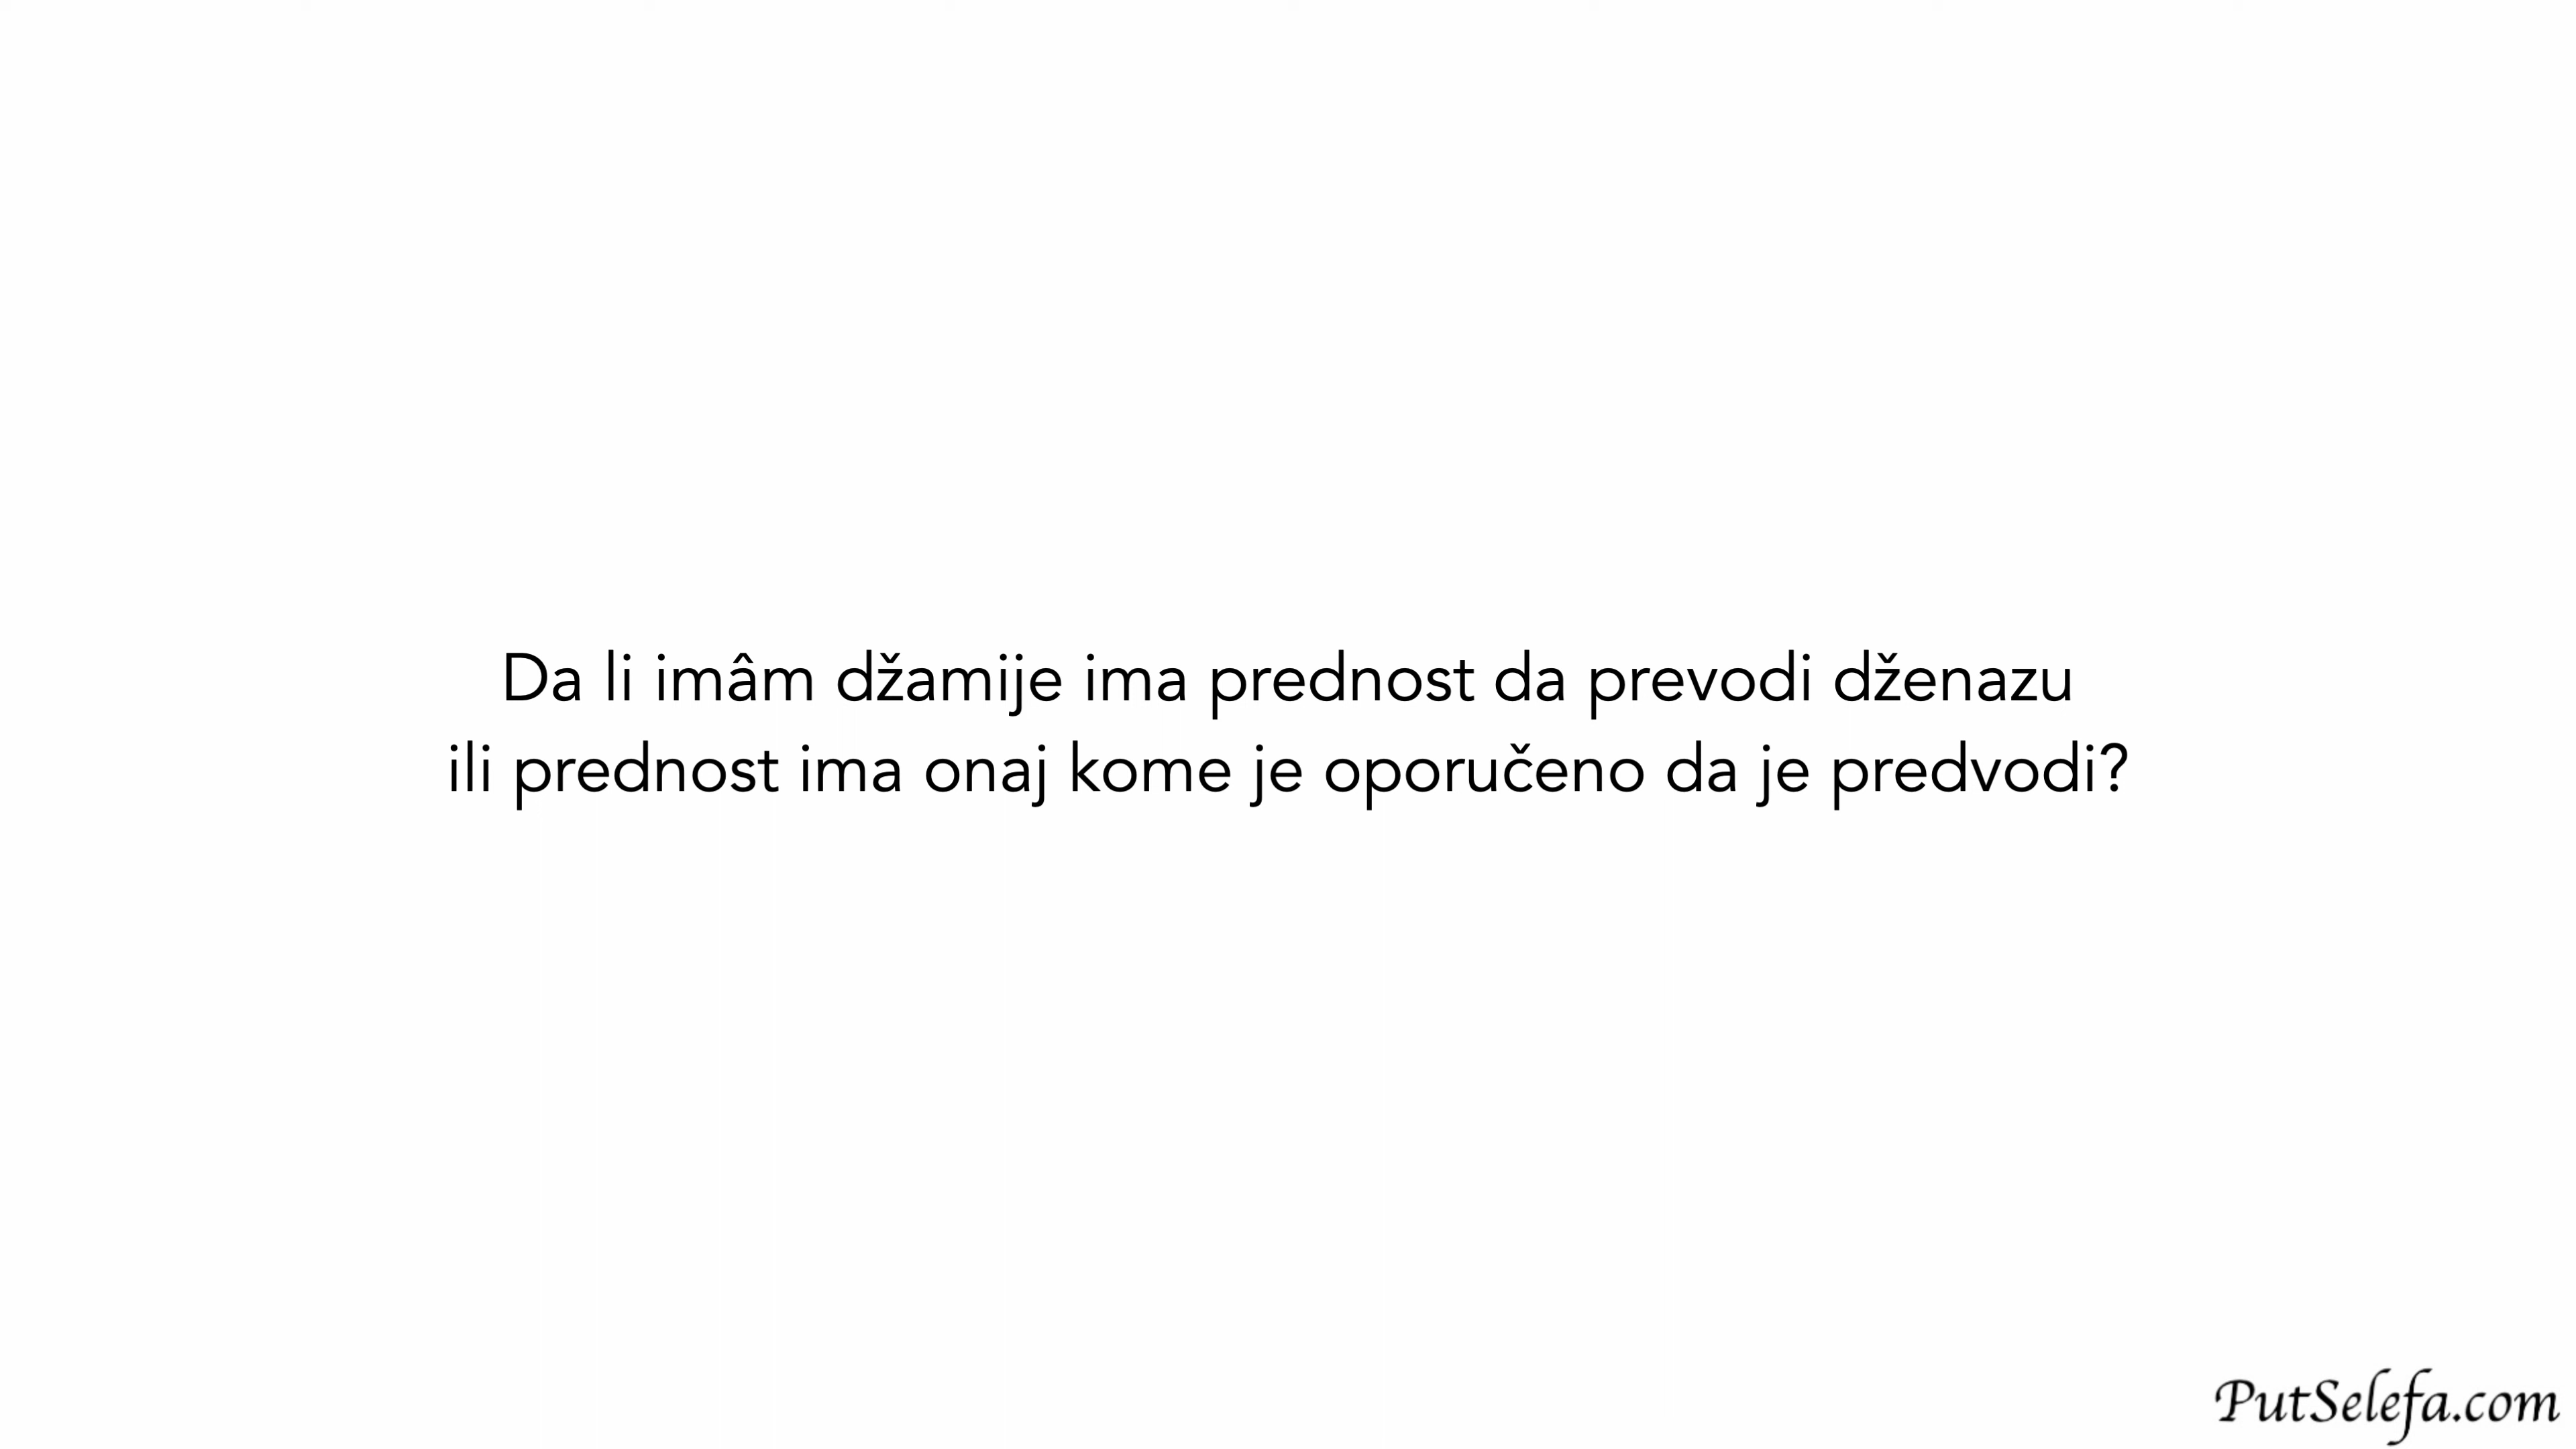 Da li imâm džamije ima prednost da prevodi dženazu
ili prednost ima onaj kome je oporučeno da je predvodi?
PutSelefa.com